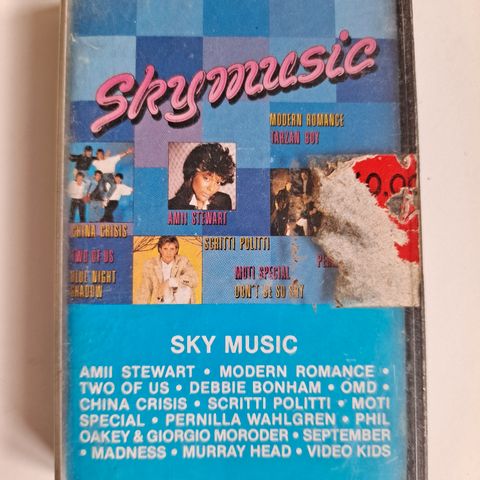 Skymusic
MODERN ROMANCE
TARZAN BOY
AMII STEWART
CHINA CRISIS
SCRITTI POLITTI
TWO OF US
BLUE NIGHT
SHADOW
MOTI SPECIAL
DON'T BE SO SHY
SKY MUSIC
AMII STEWART • MODERN ROMANCE •
TWO OF US • DEBBIE BONHAM • OMD •
CHINA CRISIS • SCRITTI POLITTI • MOTI
SPECIAL • PERNILLA WAHLGREN • PHIL
OAKEY & GIORGIO MORODER • SEPTEMBER
• MADNESS • MURRAY HEAD • VIDEO KIDS